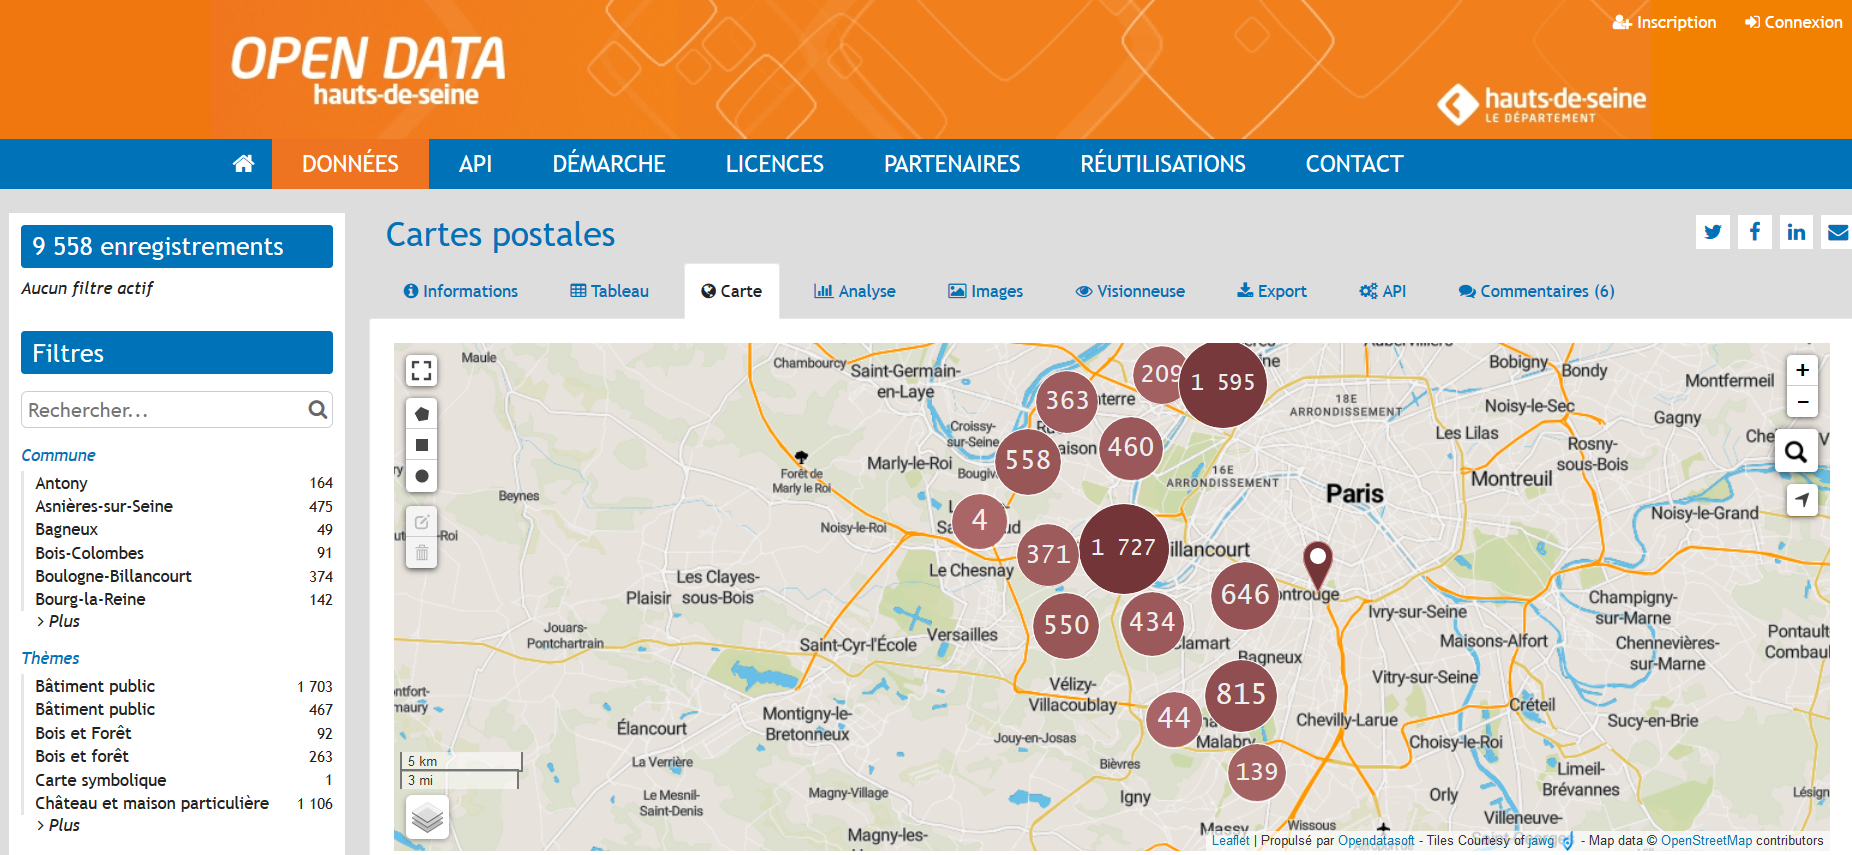 Inscription
Connexion
OPEN DATA
hauts-de-seine
hauts-de-seine
LE DÉPARTEMENT
DONNÉES API DÉMARCHE LICENCES PARTENAIRES RÉUTILISATIONS CONTACT
9 558 enregistrements
Aucun filtre actif
Filtres
Rechercher...
Commune
Antony 164
Asnières-sur-Seine 475
Bagneux 49
Bois-Colombes 91
Boulogne-Billancourt 374
Bourg-la-Reine 142
> Plus
Thèmes
Bâtiment public 1 703
Bâtiment public 467
Bois et Forêt 92
Bois et forêt 263
Carte symbolique 1
Château et maison particulière 1 106
> Plus
Cartes postales
Informations Tableau Carte Analyse Images Visionneuse Export API Commentaires (6)
Maule
Chambourcy
Saint-Germain-
en-Laye
Bobigny
Bondy
Montfermeil
209
1 595
363
18E
ARRONDISSEMENT
Noisy-le-Sec
Gagny
Croissy-
sur-Seine
Les Lilas
Rosny-
sous-Bois
558
460
Marly-le-Roi
Forêt de
Marly le Roi
16E
ARRONDISSEMENT
Montreuil
Paris
Beynes
Noisy-le-Roi
4
Noisy-le-Grand
371
1 727
illancourt
Le Chesnay
Les Clayes-
sous-Bois
Plaisir
646
ntrouge
Ivry-sur-Seine
Champigny-
sur-Marne
550
434
Jouars-
Pontchartrain
Saint-Cyr-l'École
Versailles
lamart
Maisons-Alfort
Chennevières-
sur-Marne
Pontault
Combau
Bagneux
Vitry-sur-Seine
Vélizy-
Villacoublay
815
44
Malabry
Montigny-le-
Bretonneux
Élancourt
Jouy-en-Josas
Chevilly-Larue
Créteil
Sucy-en-Brie
Choisy-le-Roi
La Verrière
Bièvres
139
Limeil-
Brévannes
Le Mesnil-
Saint-Denis
Magny-Village
Igny
Orly
Lésign
Magny-les-
Massy
Wissous
Villeneuve-
5 km
3 mi
Leaflet | Propulsé par Opendatasoft - Tiles Courtesy of jawg - Map data © OpenStreetMap contributors